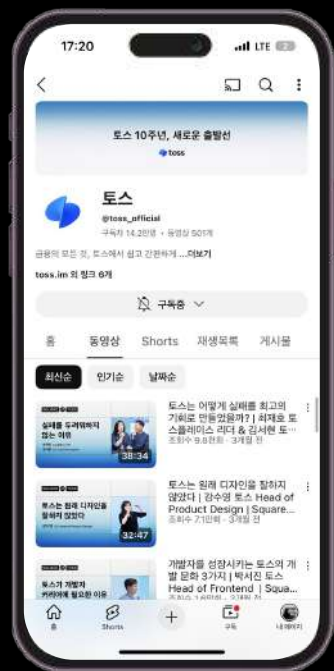 17:20
LTE
토스 10주년, 새로운 출발선
toss
토스
@toss_official
구독자 14.2만명 • 동영상 501개
금융의 모든 것, 토스에서 쉽고 간편하게 ...더보기
toss.im 외 링크 6개
구독중
홈 동영상 Shorts 재생목록 게시물
최신순 인기순 날짜순
실패를 두려워하지
않는 이유
38:34
토스는 어떻게 실패를 최고의
기회로 만들었을까? | 최재호 토
스플레이스 리더 & 김서현 토…
조회수 9.8천회 · 3개월 전
토스는 원래 디자인을
잘하지 않았다
32:47
토스는 원래 디자인을 잘하지
않았다 | 강수영 토스 Head of
Product Design | Square…
조회수 7.1만회 · 3개월 전
토스가 개발자
커리어에 필요한 이유
개발자를 성장시키는 토스의 개
발 문화 3가지 | 박서진 토스
Head of Frontend | Squa…
홈 Shorts 구독 내 페이지